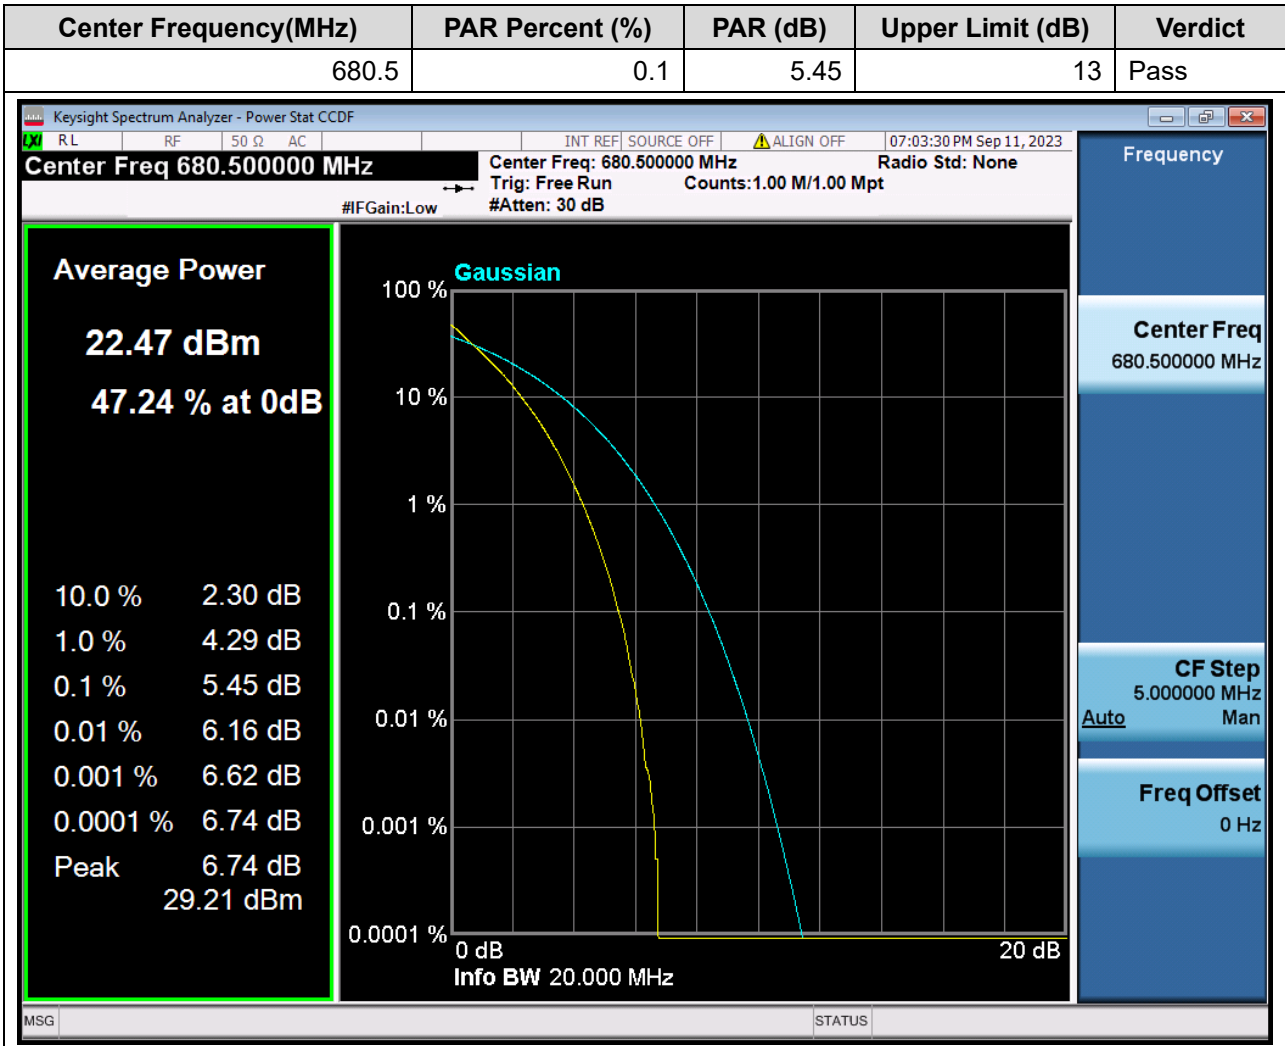 Center Frequency(MHz) PAR Percent (%) PAR (dB) Upper Limit (dB) Verdict
680.5 0.1 5.45 13 Pass
Keysight Spectrum Analyzer - Power Stat CCDF
LXI RL RF 50 Ω AC INT REF SOURCE OFF ALIGN OFF 07:03:30 PM Sep 11, 2023
Center Freq 680.500000 MHz
Center Freq: 680.500000 MHz Radio Std: None
Trig: Free Run Counts:1.00 M/1.00 Mpt
#IFGain:Low #Atten: 30 dB
Average Power
22.47 dBm
47.24 % at 0dB
10.0 % 2.30 dB
1.0 % 4.29 dB
0.1 % 5.45 dB
0.01 % 6.16 dB
0.001 % 6.62 dB
0.0001 % 6.74 dB
Peak 6.74 dB
29.21 dBm
Gaussian
100 %
10 %
1 %
0.1 %
0.01 %
0.001 %
0.0001 %
0 dB 20 dB
Info BW 20.000 MHz
Frequency
Center Freq
680.500000 MHz
CF Step
5.000000 MHz
Auto Man
Freq Offset
0 Hz
MSG STATUS